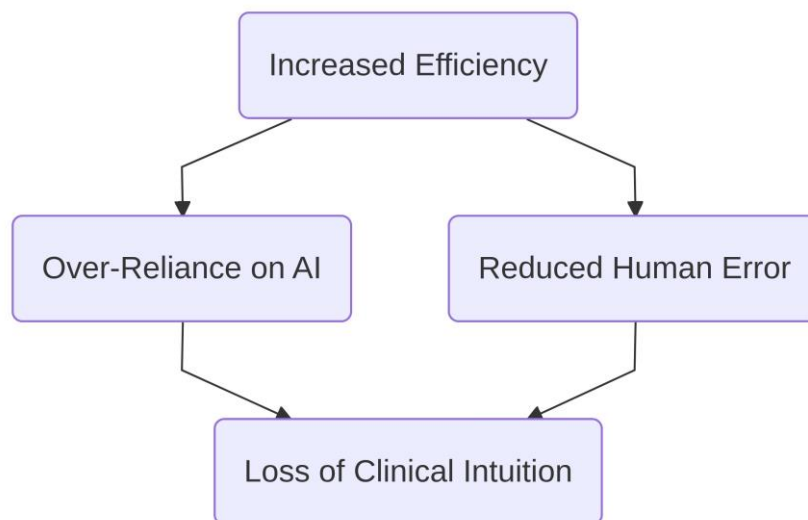 Increased Efficiency
Over-Reliance on AI
Reduced Human Error
Loss of Clinical Intuition